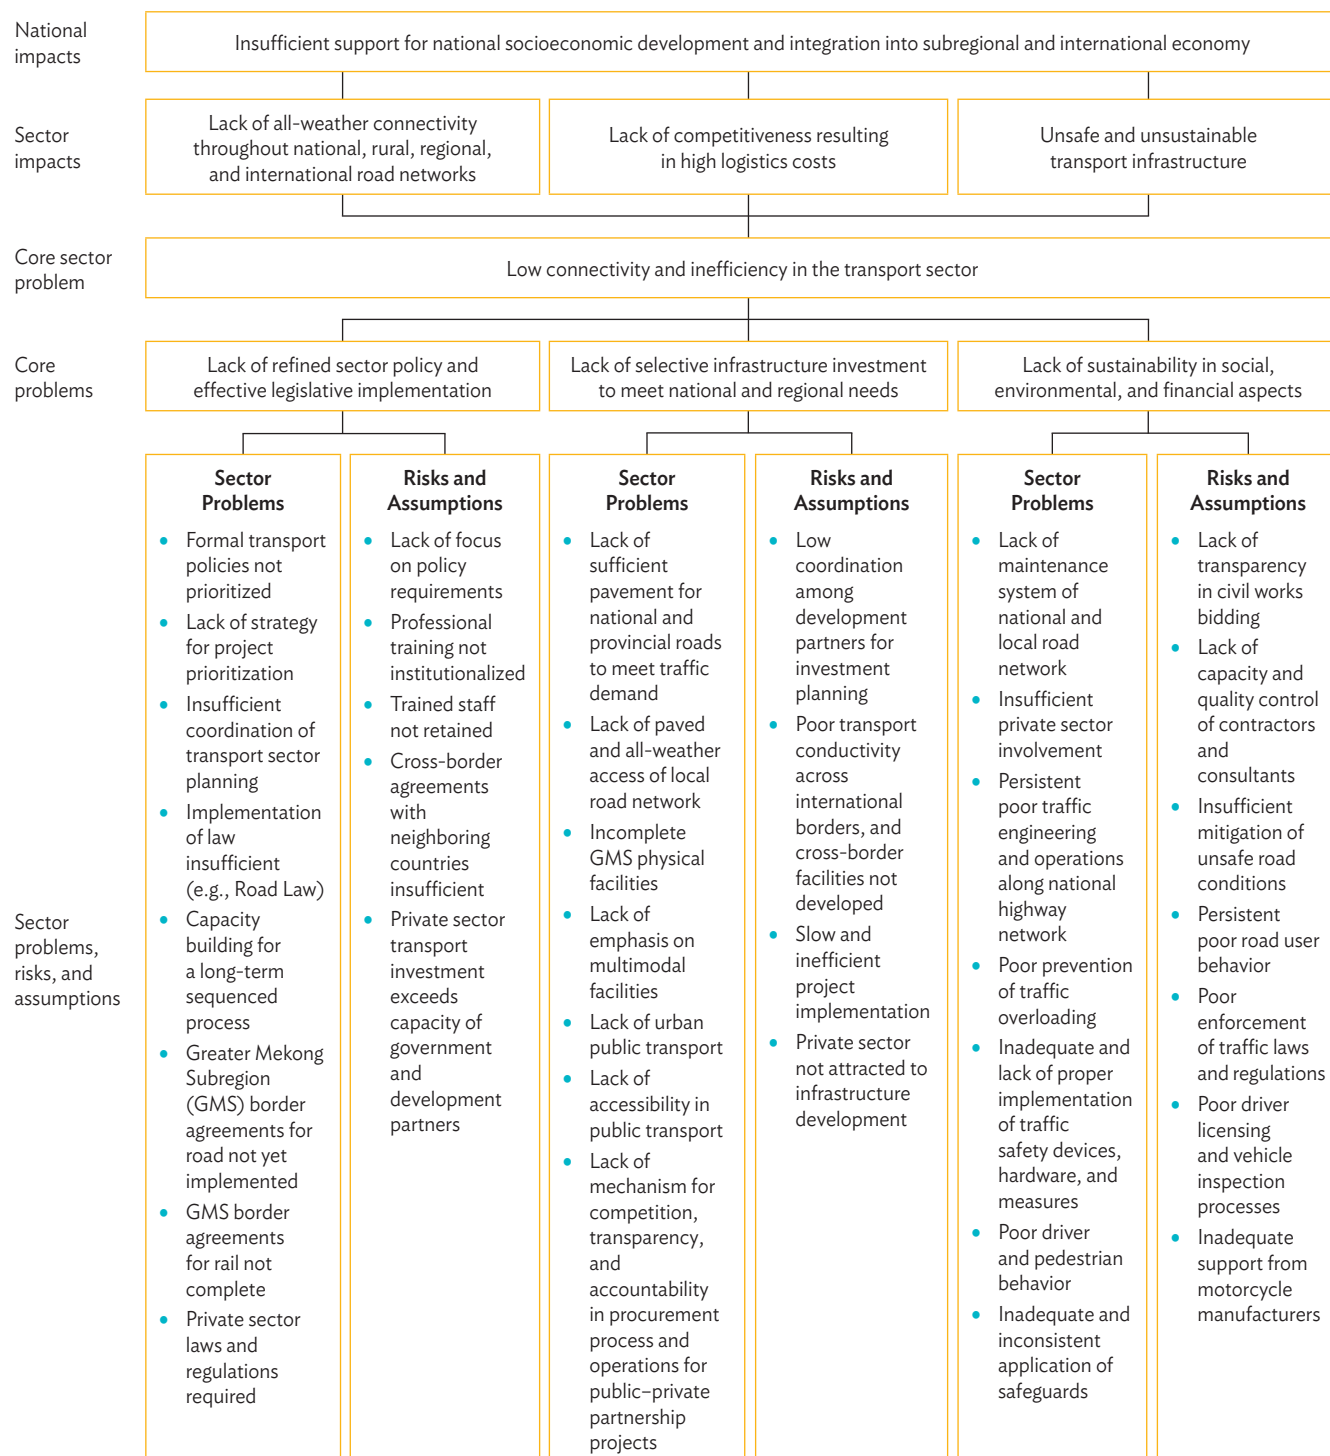 National
impacts
Insufficient support for national socioeconomic development and integration into subregional and international economy
Sector
impacts
Lack of all-weather connectivity
throughout national, rural, regional,
and international road networks
Lack of competitiveness resulting
in high logistics costs
Unsafe and unsustainable
transport infrastructure
Core sector
problem
Low connectivity and inefficiency in the transport sector
Core
problems
Lack of refined sector policy and
effective legislative implementation
Lack of selective infrastructure investment
to meet national and regional needs
Lack of sustainability in social,
environmental, and financial aspects
Sector
problems,
risks, and
assumptions
Sector
Problems
• Formal transport
policies not
prioritized
• Lack of strategy
for project
prioritization
• Insufficient
coordination of
transport sector
planning
• Implementation
of law
insufficient
(e.g., Road Law)
• Capacity
building for
a long-term
sequenced
process
• Greater Mekong
Subregion
(GMS) border
agreements for
road not yet
implemented
• GMS border
agreements
for rail not
complete
• Private sector
laws and
regulations
required
Risks and
Assumptions
• Lack of focus
on policy
requirements
• Professional
training not
institutionalized
• Trained staff
not retained
• Cross-border
agreements
with
neighboring
countries
insufficient
• Private sector
transport
investment
exceeds
capacity of
government
and
development
partners
Sector
Problems
• Lack of
sufficient
pavement for
national and
provincial roads
to meet traffic
demand
• Lack of paved
and all-weather
access of local
road network
• Incomplete
GMS physical
facilities
• Lack of
emphasis on
multimodal
facilities
• Lack of urban
public transport
• Lack of
accessibility in
public transport
• Lack of
mechanism for
competition,
transparency,
and
accountability
in procurement
process and
operations for
public–private
partnership
projects
Risks and
Assumptions
• Low
coordination
among
development
partners for
investment
planning
• Poor transport
conductivity
across
international
borders, and
cross-border
facilities not
developed
• Slow and
inefficient
project
implementation
• Private sector
not attracted to
infrastructure
development
Sector
Problems
• Lack of
maintenance
system of
national and
local road
network
• Insufficient
private sector
involvement
• Persistent
poor traffic
engineering
and operations
along national
highway
network
• Poor prevention
of traffic
overloading
• Inadequate and
lack of proper
implementation
of traffic
safety devices,
hardware, and
measures
• Poor driver
and pedestrian
behavior
• Inadequate and
inconsistent
application of
safeguards
Risks and
Assumptions
• Lack of
transparency
in civil works
bidding
• Lack of
capacity and
quality control
of contractors
and
consultants
• Insufficient
mitigation of
unsafe road
conditions
• Persistent
poor road user
behavior
• Poor
enforcement
of traffic laws
and regulations
• Poor driver
licensing
and vehicle
inspection
processes
• Inadequate
support from
motorcycle
manufacturers